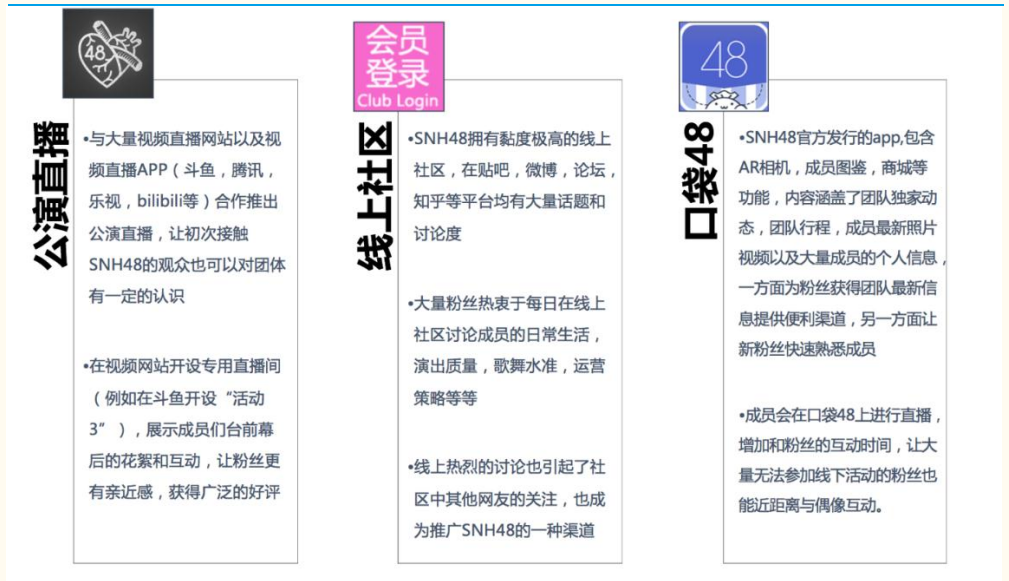 48
公演直播
•与大量视频直播网站以及视
频直播APP（斗鱼，腾讯，
乐视，bilibili等）合作推出
公演直播，让初次接触
SNH48的观众也可以对团体
有一定的认识
•在视频网站开设专用直播间
（例如在斗鱼开设“活动
3”），展示成员们台前幕
后的花絮和互动，让粉丝更
有亲近感，获得广泛的好评
会员
登录
Club Login
线上社区
•SNH48拥有黏度极高的线上
社区，在贴吧，微博，论坛，
知乎等平台均有大量话题和
讨论度
•大量粉丝热衷于每日在线上
社区讨论成员的日常生活，
演出质量，歌舞水准，运营
策略等等
•线上热烈的讨论也引起了社
区中其他网友的关注，也成
为推广SNH48的一种渠道
48
口袋48
•SNH48官方发行的app,包含
AR相机，成员图鉴，商城等
功能，内容涵盖了团队独家动
态，团队行程，成员最新照片
视频以及大量成员的个人信息，
一方面为粉丝获得团队最新信
息提供便利渠道，另一方面让
新粉丝快速熟悉成员
•成员会在口袋48上进行直播，
增加和粉丝的互动时间，让大
量无法参加线下活动的粉丝也
能近距离与偶像互动。